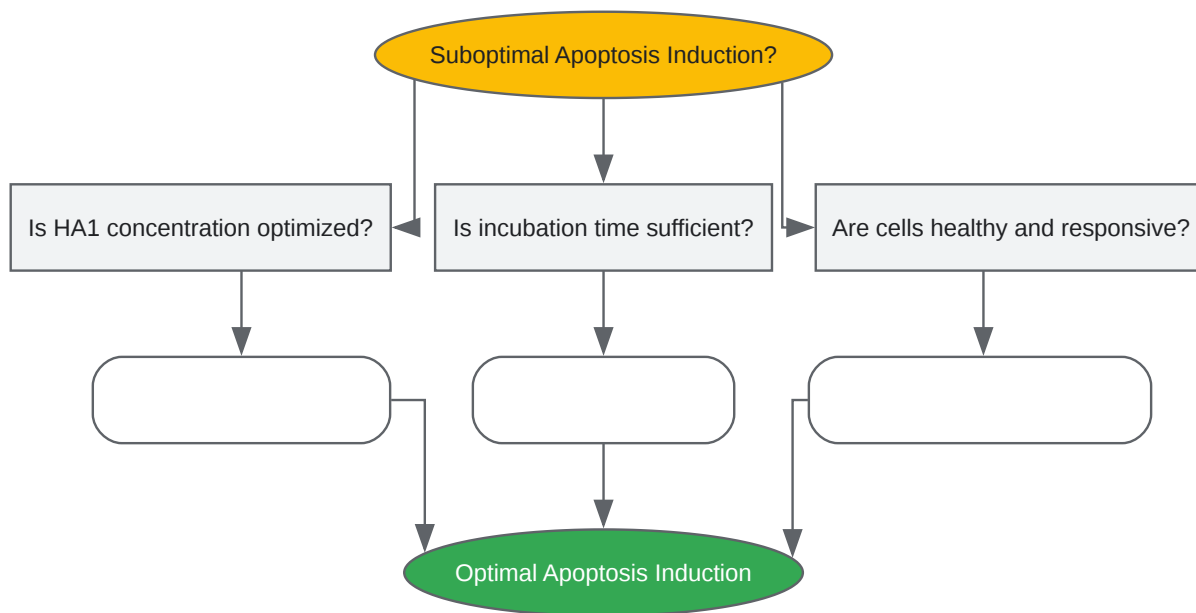 Suboptimal Apoptosis Induction?
Is HA1 concentration optimized?
Is incubation time sufficient?
Are cells healthy and responsive?
Optimal Apoptosis Induction